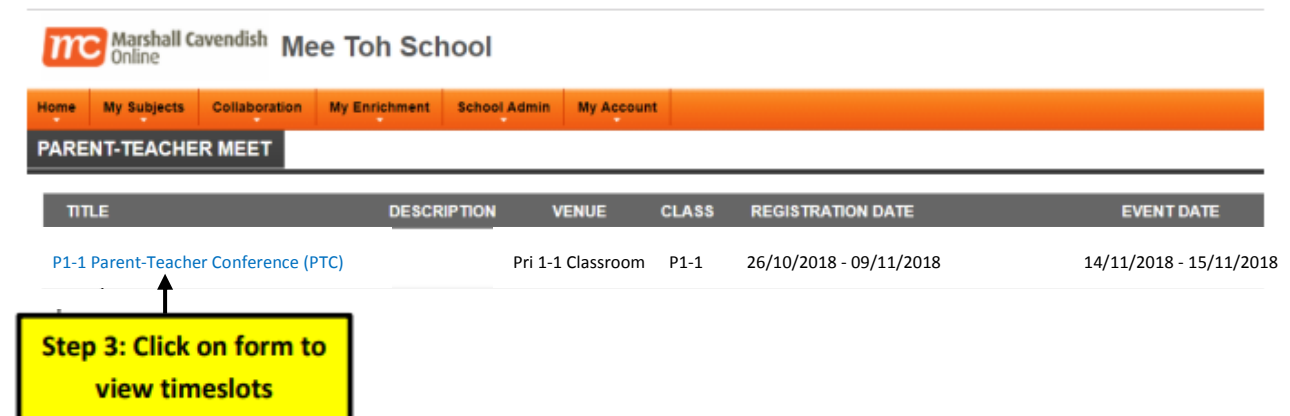 mc Marshall Cavendish Online Mee Toh School
Home My Subjects Collaboration My Enrichment School Admin My Account
PARENT-TEACHER MEET
TITLE DESCRIPTION VENUE CLASS REGISTRATION DATE EVENT DATE
P1-1 Parent-Teacher Conference (PTC) Pri 1-1 Classroom P1-1 26/10/2018 - 09/11/2018 14/11/2018 - 15/11/2018
Step 3: Click on form to
view timeslots